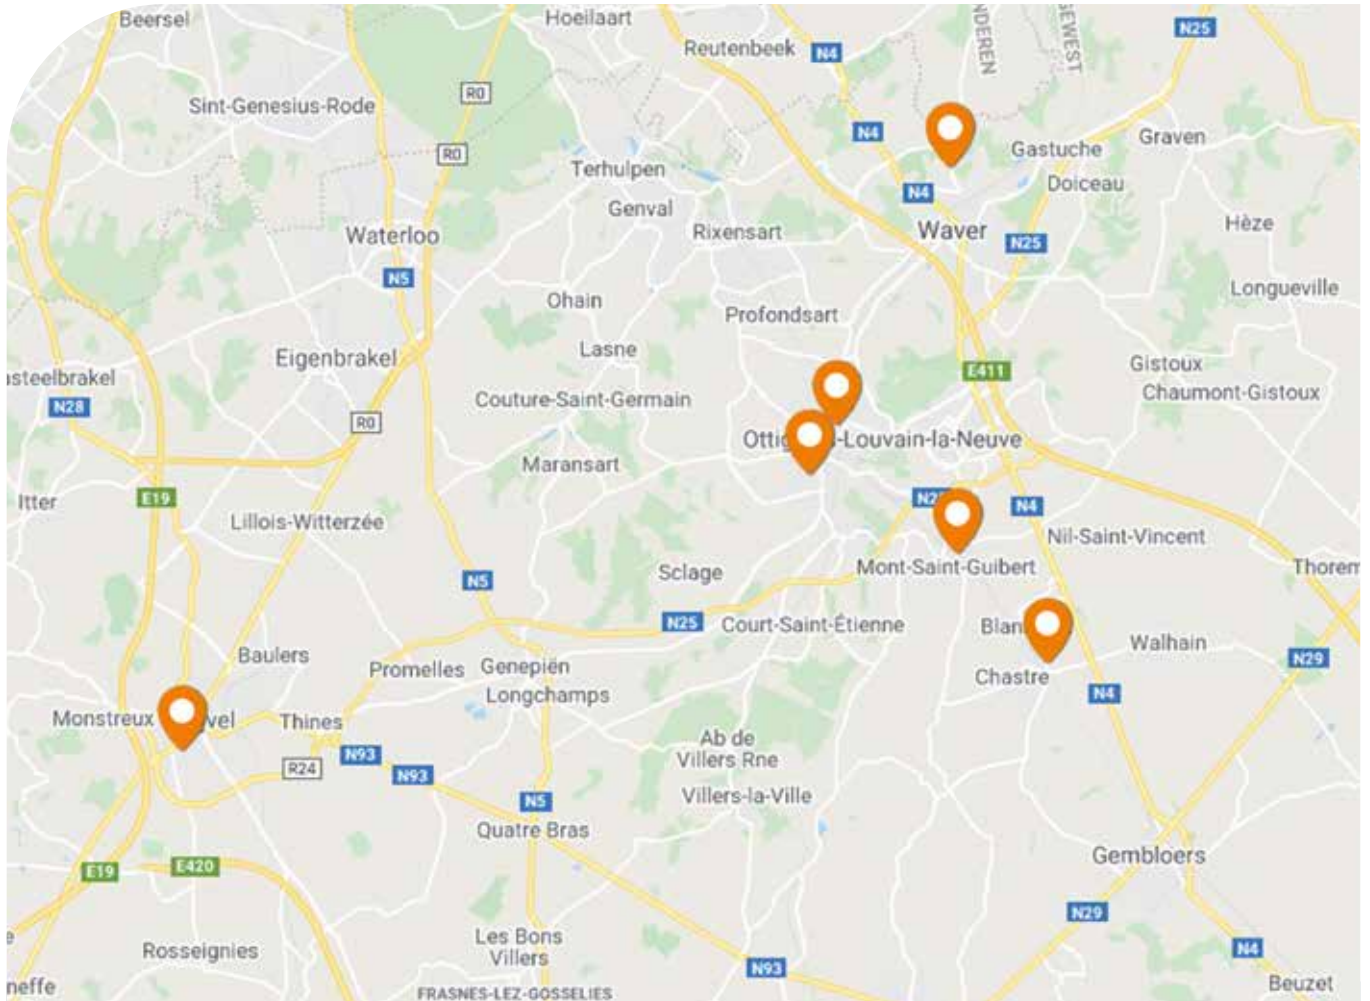 Beersel
Hoeilaart
NDEREN
GEWEST
N25
Reutenbeek
N4
Sint-Genesius-Rode
R0
N4
Graven
R0
Gastuche
Terhulpen
Doiceau
N4
Genval
Waterloo
Rixensart
Waver
N25
Hèze
N5
Longueville
Ohain
Profondsart
Lasne
Eigenbrakel
E411
Gistoux
asteelbrakel
Couture-Saint-Germain
Chaumont-Gistoux
N28
R0
-Louvain-la-Neuve
Maransart
Itter
E19
N4
Lillois-Witterzée
Nil-Saint-Vincent
Sclage
Mont-Saint-Guibert
Thorem
N5
N25
Court-Saint-Étienne
Walhain
Baulers
Promelles
Genepiën
N29
Longchamps
Chastre
N4
Monstreux
Thines
Ab de
Villers Rne
N93
R24
N93
Villers-la-Ville
N5
Quatre Bras
Gembloers
E19
E420
N29
Rosseignies
Les Bons
Villers
N93
N4
neffe
FRASNES-LEZ-GOSSELIES
Beuzet